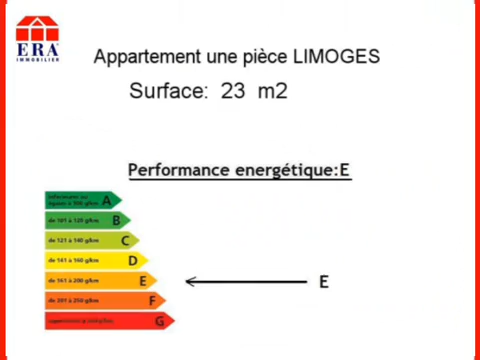 ERA
IMMOBILIER
Appartement une pièce LIMOGES
Surface: 23 m2
Performance energétique:E
A
de 101 à 120 g/km B
de 121 à 140 g/km C
de 141 à 160 g/km D
de 161 à 200 g/km E
E
de 201 à 250 g/km F
G